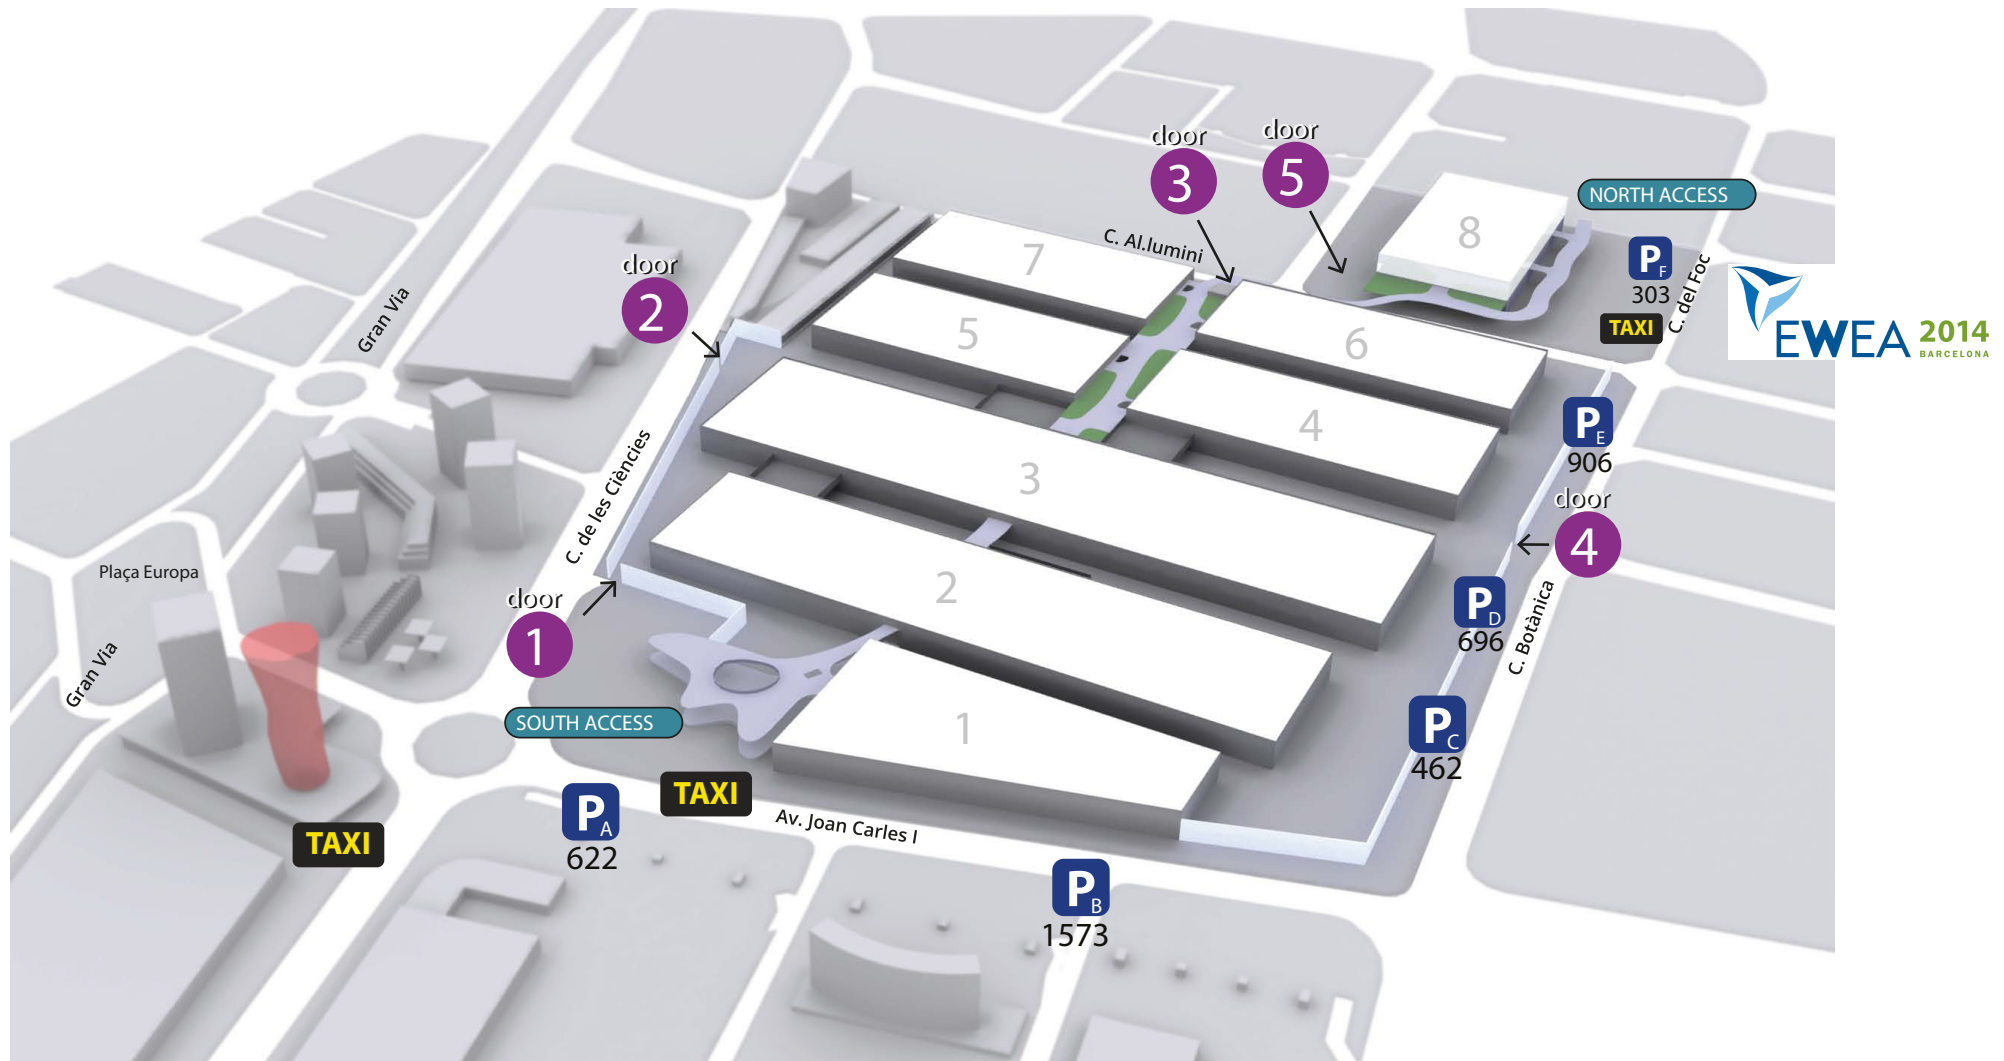 door
3
door
5
NORTH ACCESS
8
C. Al.lumini
7
P F
303
TAXI
C. del Foc
EWEA 2014
BARCELONA
door
2
Gran Via
5
6
4
P E
906
C. de les Ciències
3
door
4
Plaça Europa
2
door
1
P D
696
C. Botànica
Gran Via
SOUTH ACCESS
1
P C
462
TAXI
P A
622
Av. Joan Carles I
TAXI
P B
1573